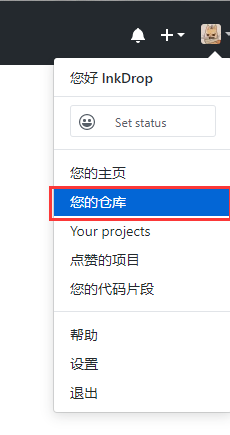 您好 InkDrop
Set status
您的主页
您的仓库
Your projects
点赞的项目
您的代码片段
帮助
设置
退出